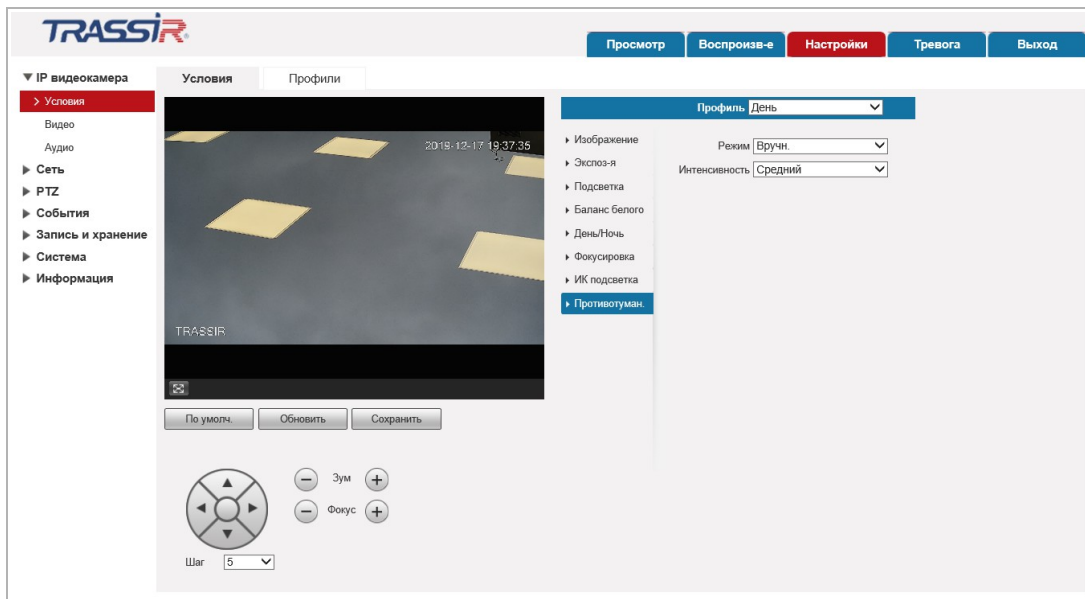 TRASSIR
Просмотр
Воспроизв-е
Настройки
Тревога
Выход
IP видеокамера
Условия
Видео
Аудио
Сеть
PTZ
События
Запись и хранение
Система
Информация
Условия
Профили
2019-12-17 19:37:35
TRASSIR
По умолч.
Обновить
Сохранить
Зум
Фокус
Шаг 5
Профиль День
Изображение
Экспоз-я
Подсветка
Баланс белого
День/Ночь
Фокусировка
ИК подсветка
Противотуман.
Режим Вручн.
Интенсивность Средний